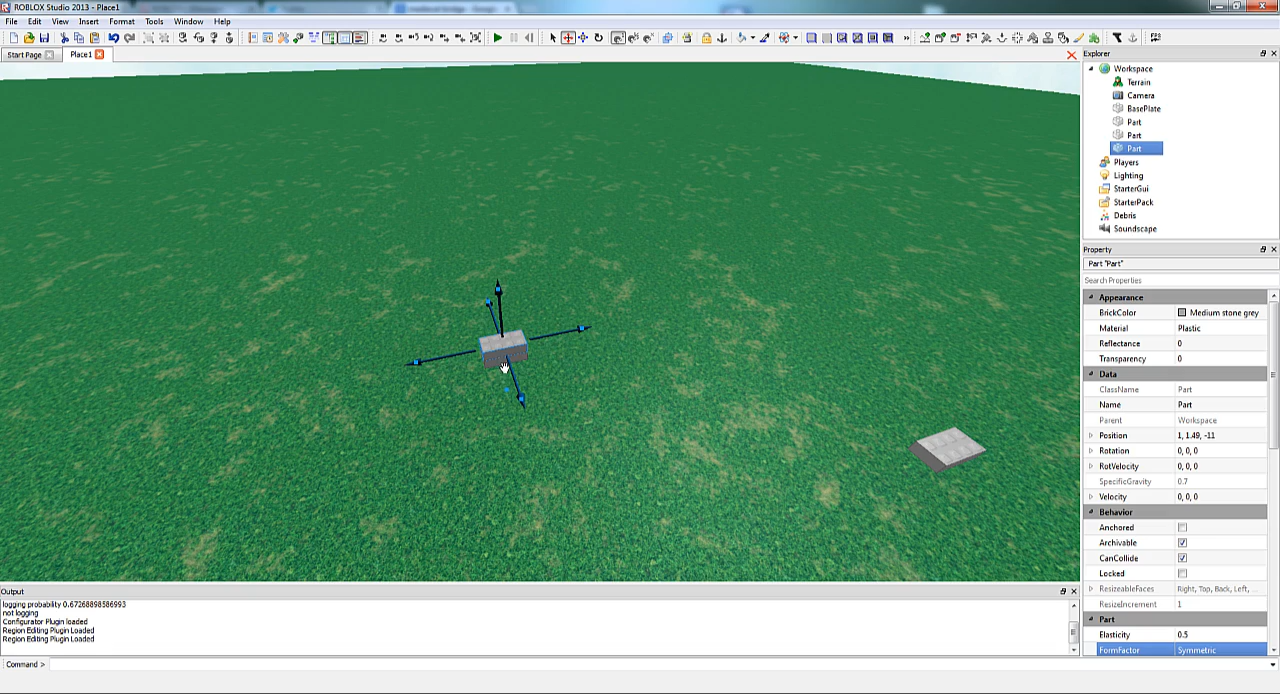 ROBLOX Studio 2013 - Place1
File Edit View Insert Format Tools Window Help
Start Page Place1
Explorer
Workspace
Terrain
Camera
BasePlate
Part
Part
Part
Players
Lighting
StarterGui
StarterPack
Debris
Soundscape
Property
Part "Part"
Search Properties
Appearance
BrickColor Medium stone grey
Material Plastic
Reflectance 0
Transparency 0
Data
ClassName Part
Name Part
Parent Workspace
Position 1, 1.49, -11
Rotation 0, 0, 0
RotVelocity 0, 0, 0
SpecificGravity 0.7
Velocity 0, 0, 0
Behavior
Anchored
Archivable
CanCollide
Locked
ResizeableFaces Right, Top, Back, Left, ...
ResizeIncrement 1
Part
Elasticity 0.5
FormFactor Symmetric
Output
logging probability 0.67268898586993
not logging
Configurator Plugin loaded
Region Editing Plugin Loaded
Region Editing Plugin Loaded
Command >